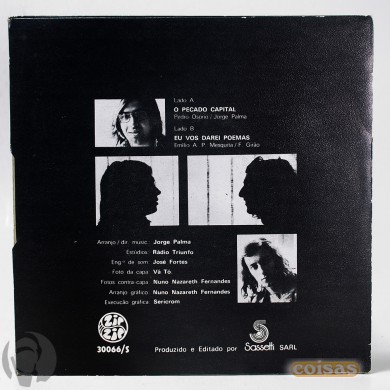 Lado A
O PECADO CAPITAL
Pedro Osório / Jorge Palma
Lado B
EU VOS DAREI POEMAS
Emílio A. P. Mesquita / F. Girão
Arranjo / dir. music: Jorge Palma
Estúdios: Rádio Triunfo
Eng.º de som: José Fortes
Foto da capa: Vá Tó.
Fotos contra-capa: Nuno Nazareth Fernandes
Arranjo gráfico: Nuno Nazareth Fernandes
Execução gráfica: Sericrom
zip zip
30066/S
Produzido e Editado por Sassetti SARL
coisas